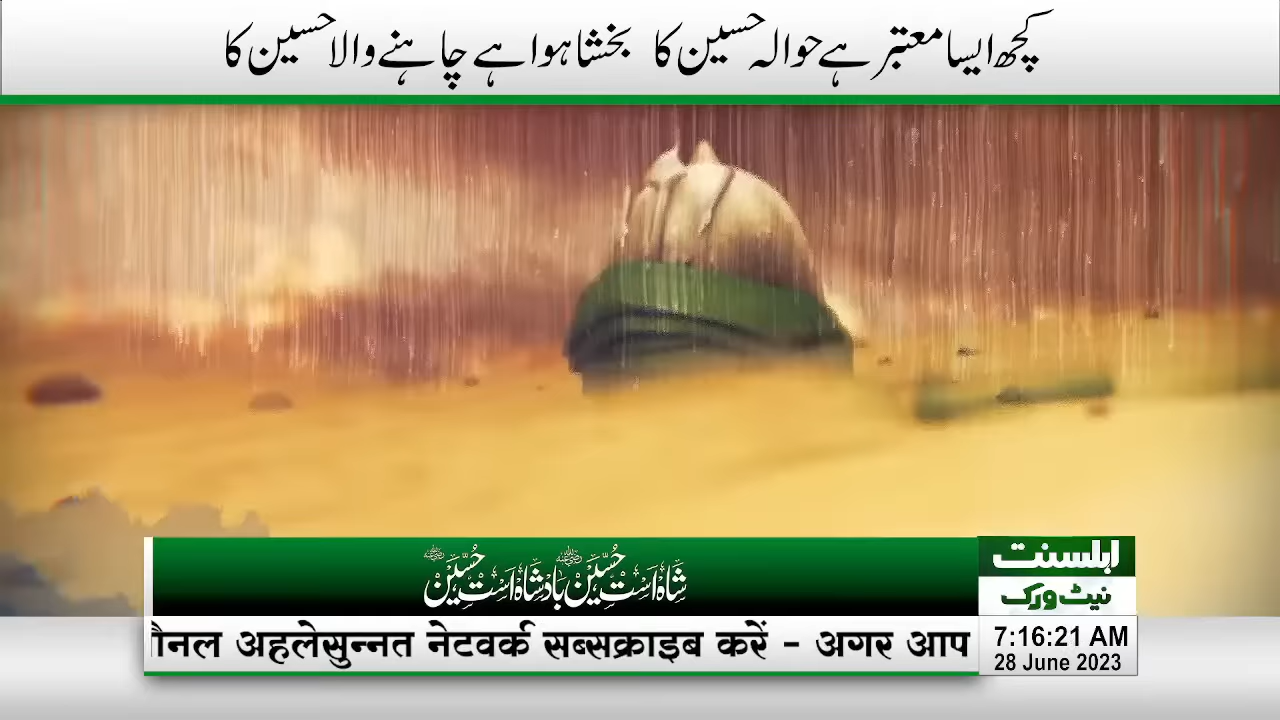 کچھ ایسا معتبر ہے حوالہ حسین کا بخشا ہوا ہے چاہنے والا حسین کا
شاہ است حُسینؓ بادشاہ است حُسینؓ
اہلسنت
نیٹ ورک
ौनल अहलेसुन्नत नेटवर्क सब्सक्राइब करें - अगर आप
7:16:21 AM
28 June 2023